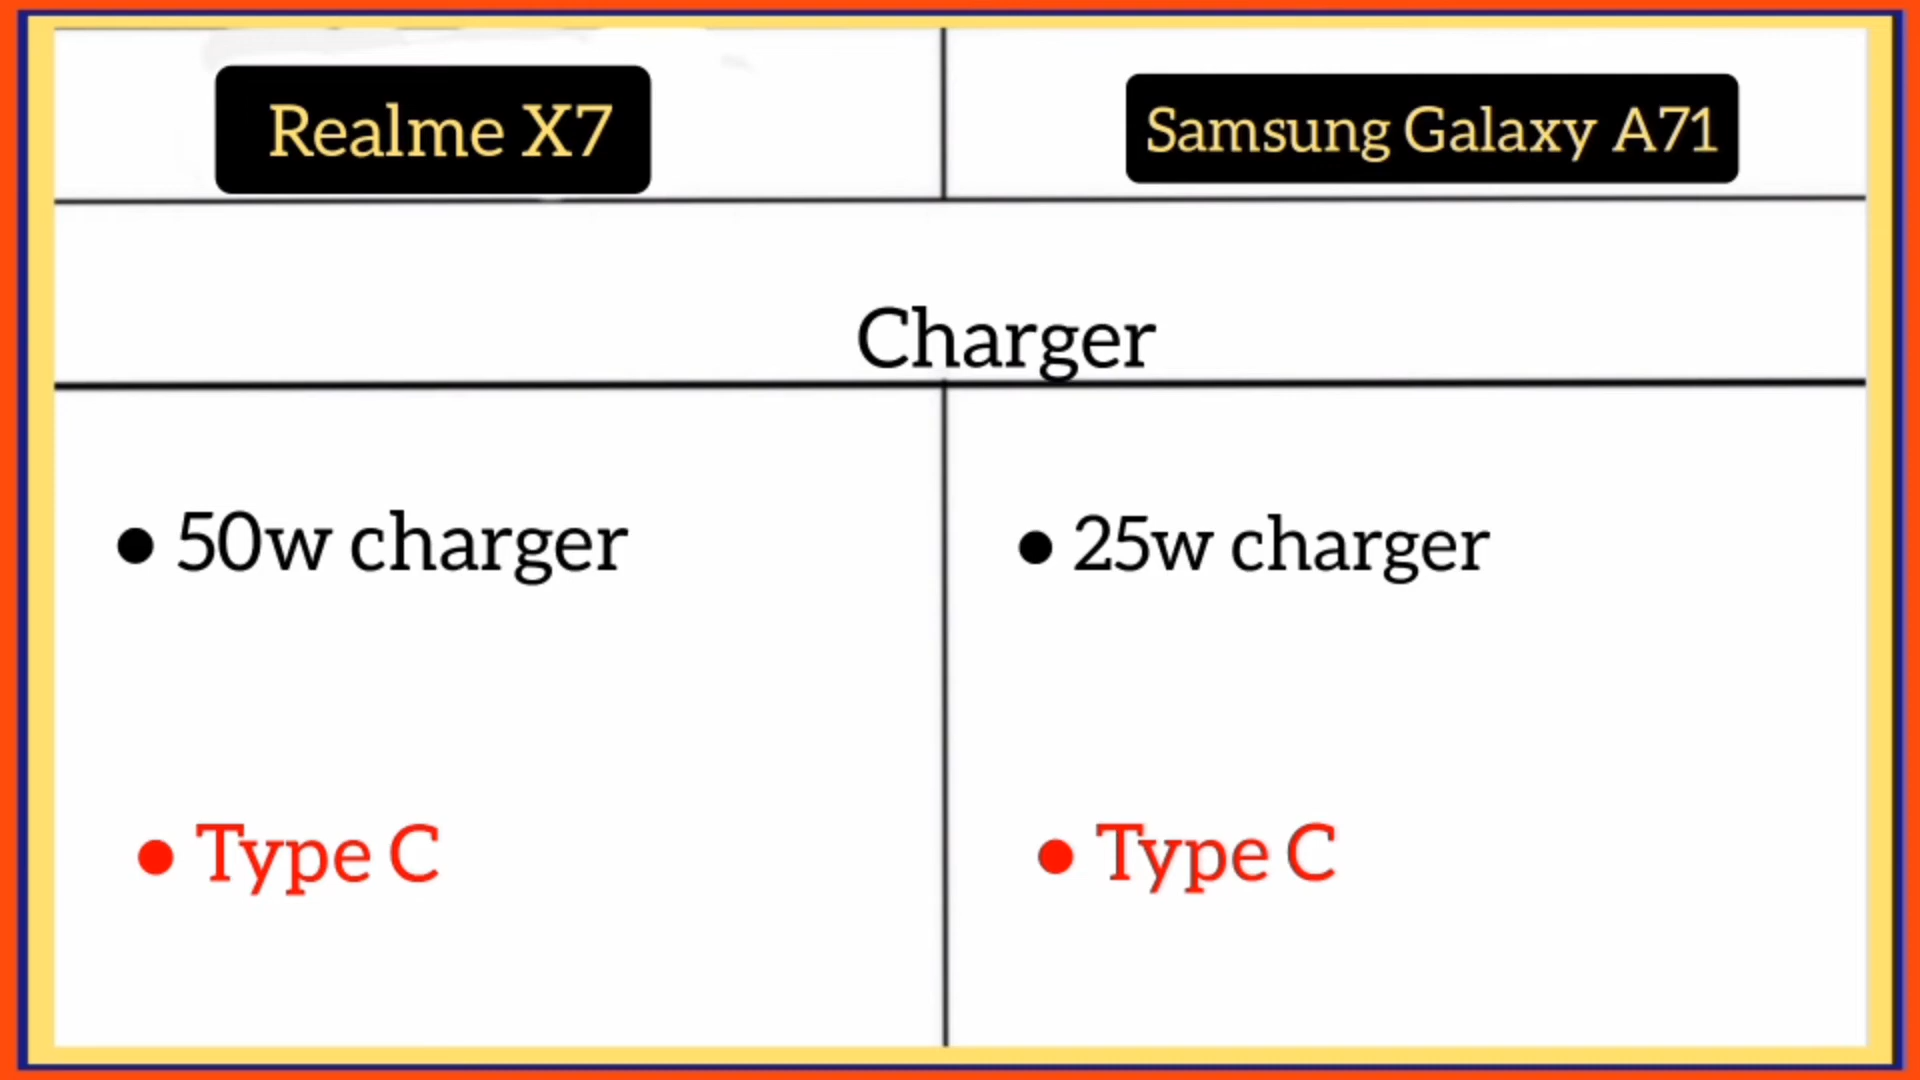 Realme X7
Samsung Galaxy A71
Charger
• 50w charger
• 25w charger
• Type C
• Type C